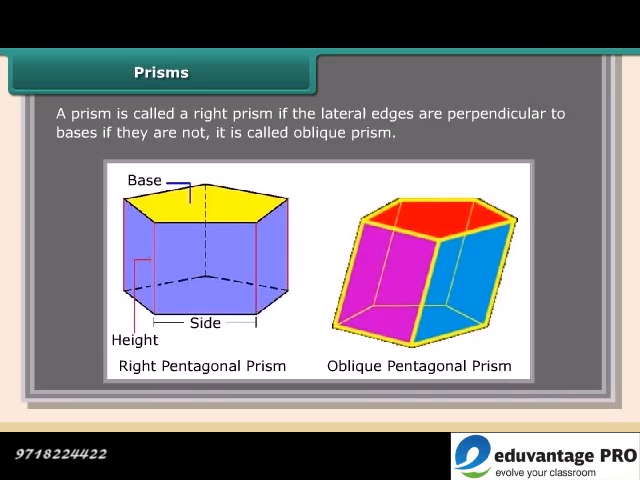 Prisms
A prism is called a right prism if the lateral edges are perpendicular to
bases if they are not, it is called oblique prism.
Base
Side
Height
Right Pentagonal Prism
Oblique Pentagonal Prism
9718224422
eduvantage PRO
evolve your classroom